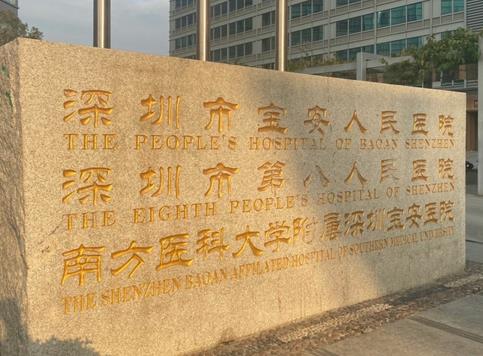 深圳市宝安人民医院
THE PEOPLE'S HOSPITAL OF BAOAN SHENZHEN
深圳市第八人民医院
THE EIGHTH PEOPLE'S HOSPITAL OF SHENZHEN
南方医科大学附属深圳宝安医院
THE SHENZHEN BAOAN AFFILIATED HOSPITAL OF SOUTHERN MEDICAL UNIVERSITY